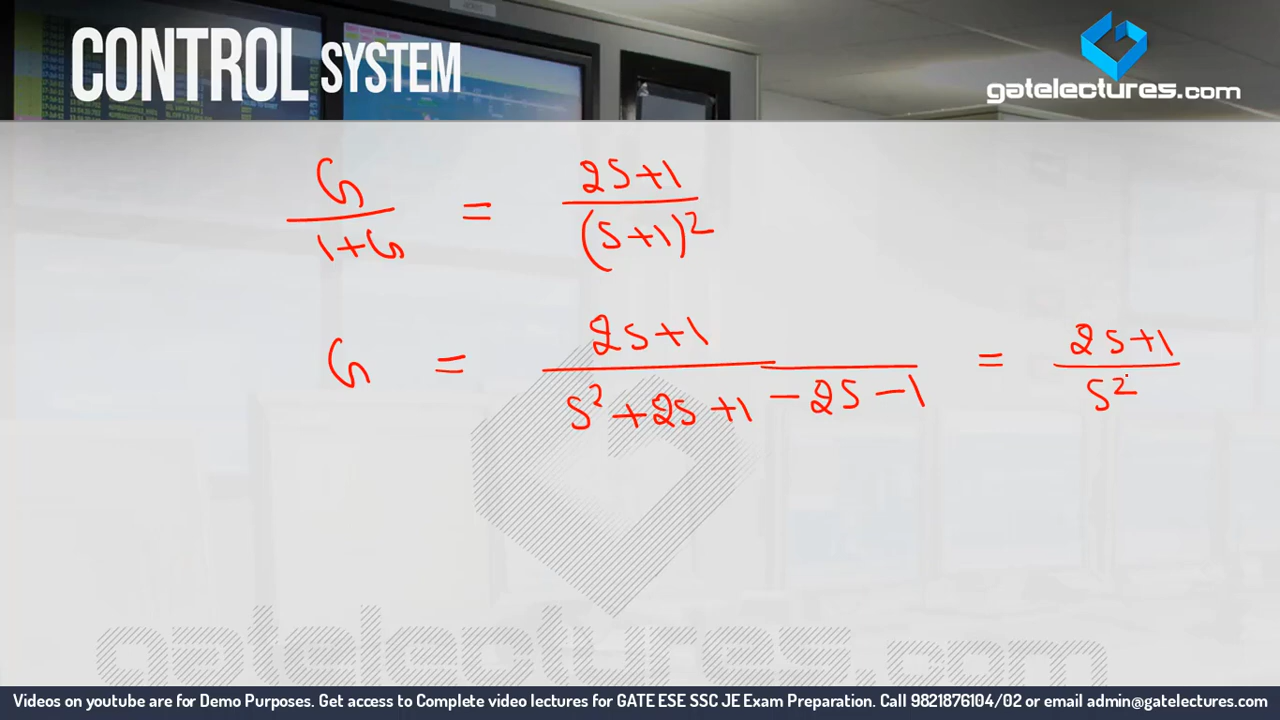 CONTROL SYSTEM
gatelectures.com
G/(1+G) = (2S+1)/(S+1)²
G = (2S+1)/(S²+2S+1-2S-1) = (2S+1)/S²
gatelectures.com
Videos on youtube are for Demo Purposes. Get access to Complete video lectures for GATE ESE SSC JE Exam Preparation. Call 9821876104/02 or email admin@gatelectures.com